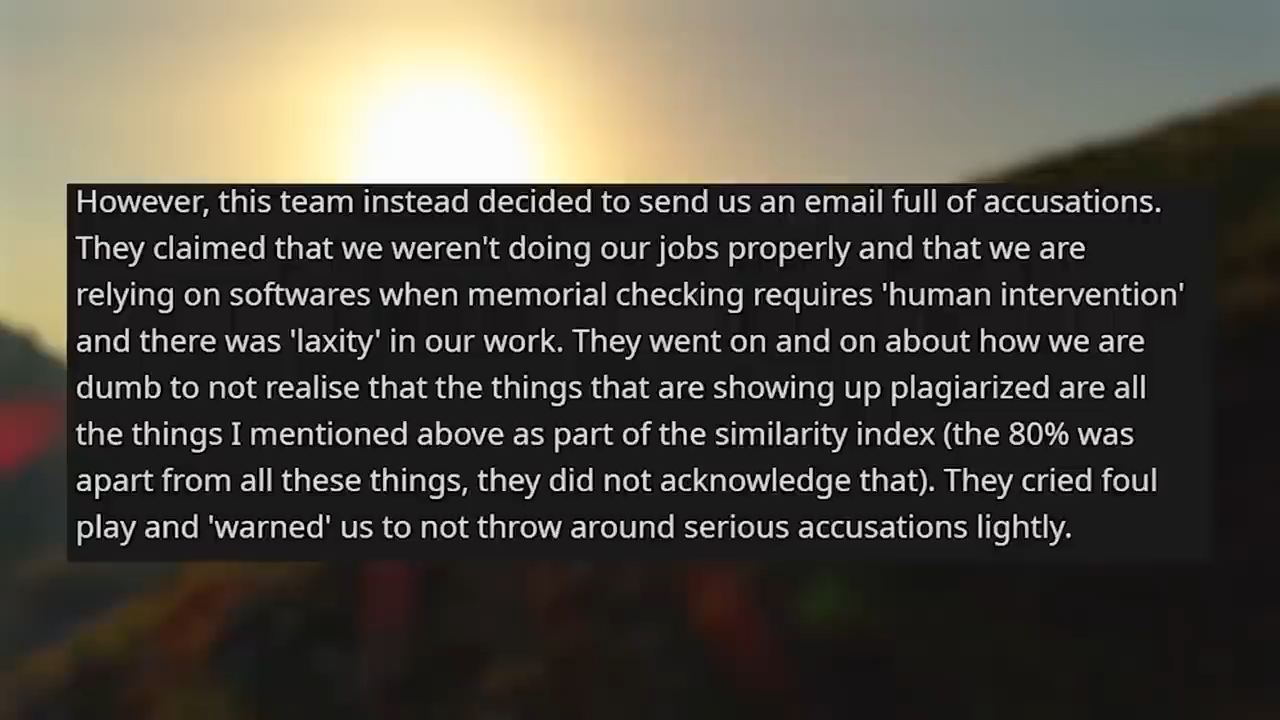 However, this team instead decided to send us an email full of accusations.
They claimed that we weren't doing our jobs properly and that we are
relying on softwares when memorial checking requires 'human intervention'
and there was 'laxity' in our work. They went on and on about how we are
dumb to not realise that the things that are showing up plagiarized are all
the things I mentioned above as part of the similarity index (the 80% was
apart from all these things, they did not acknowledge that). They cried foul
play and 'warned' us to not throw around serious accusations lightly.